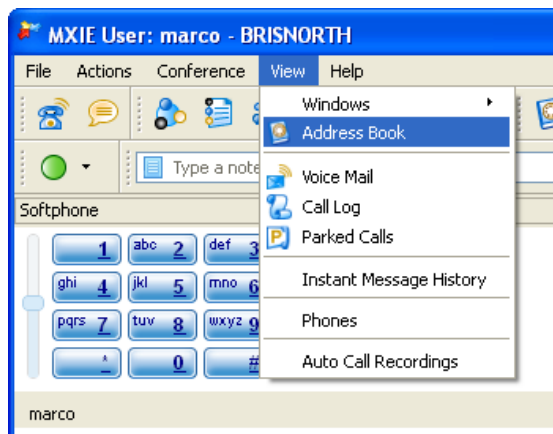 MXIE User: marco - BRISNORTH
File Actions Conference View Help
Windows
Address Book
Type a note
Voice Mail
Softphone
Call Log
1 abc 2 def 3
Parked Calls
ghi 4 jkl 5 mno 6
Instant Message History
pqrs 7 tuv 8 wxyz 9
Phones
* 0 #
Auto Call Recordings
marco